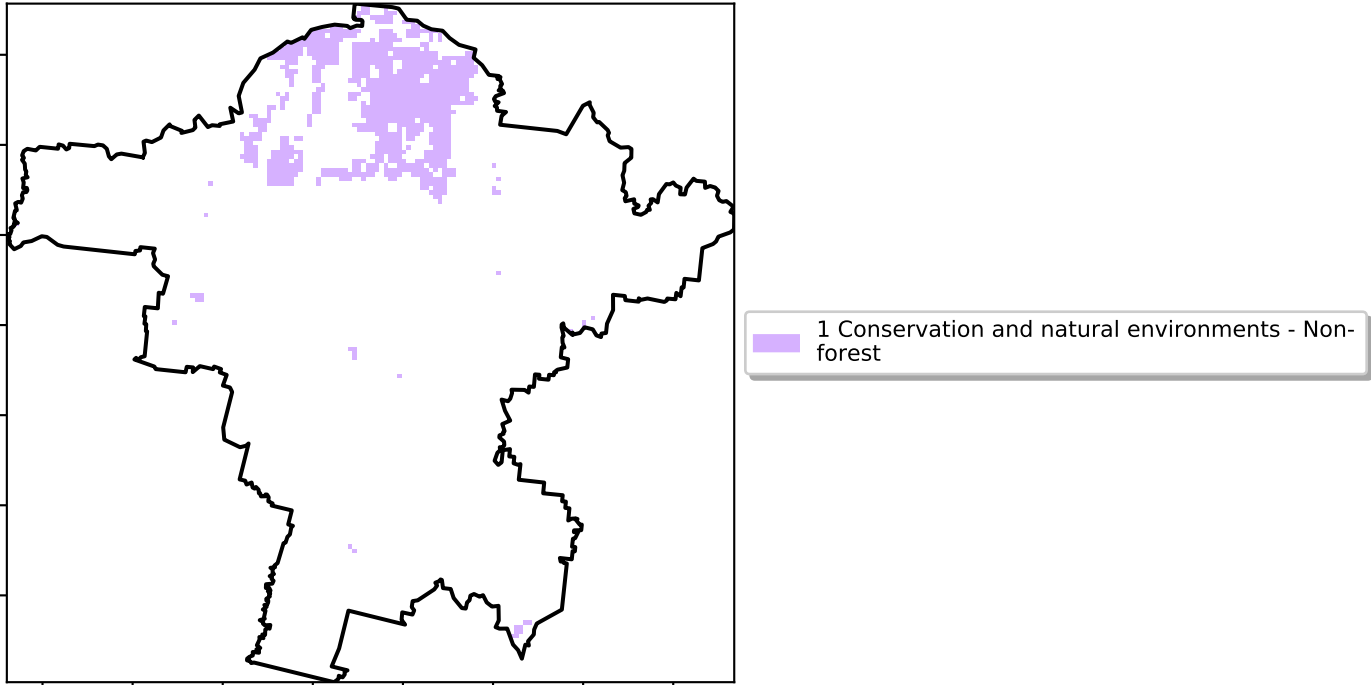 1 Conservation and natural environments - Non-
forest